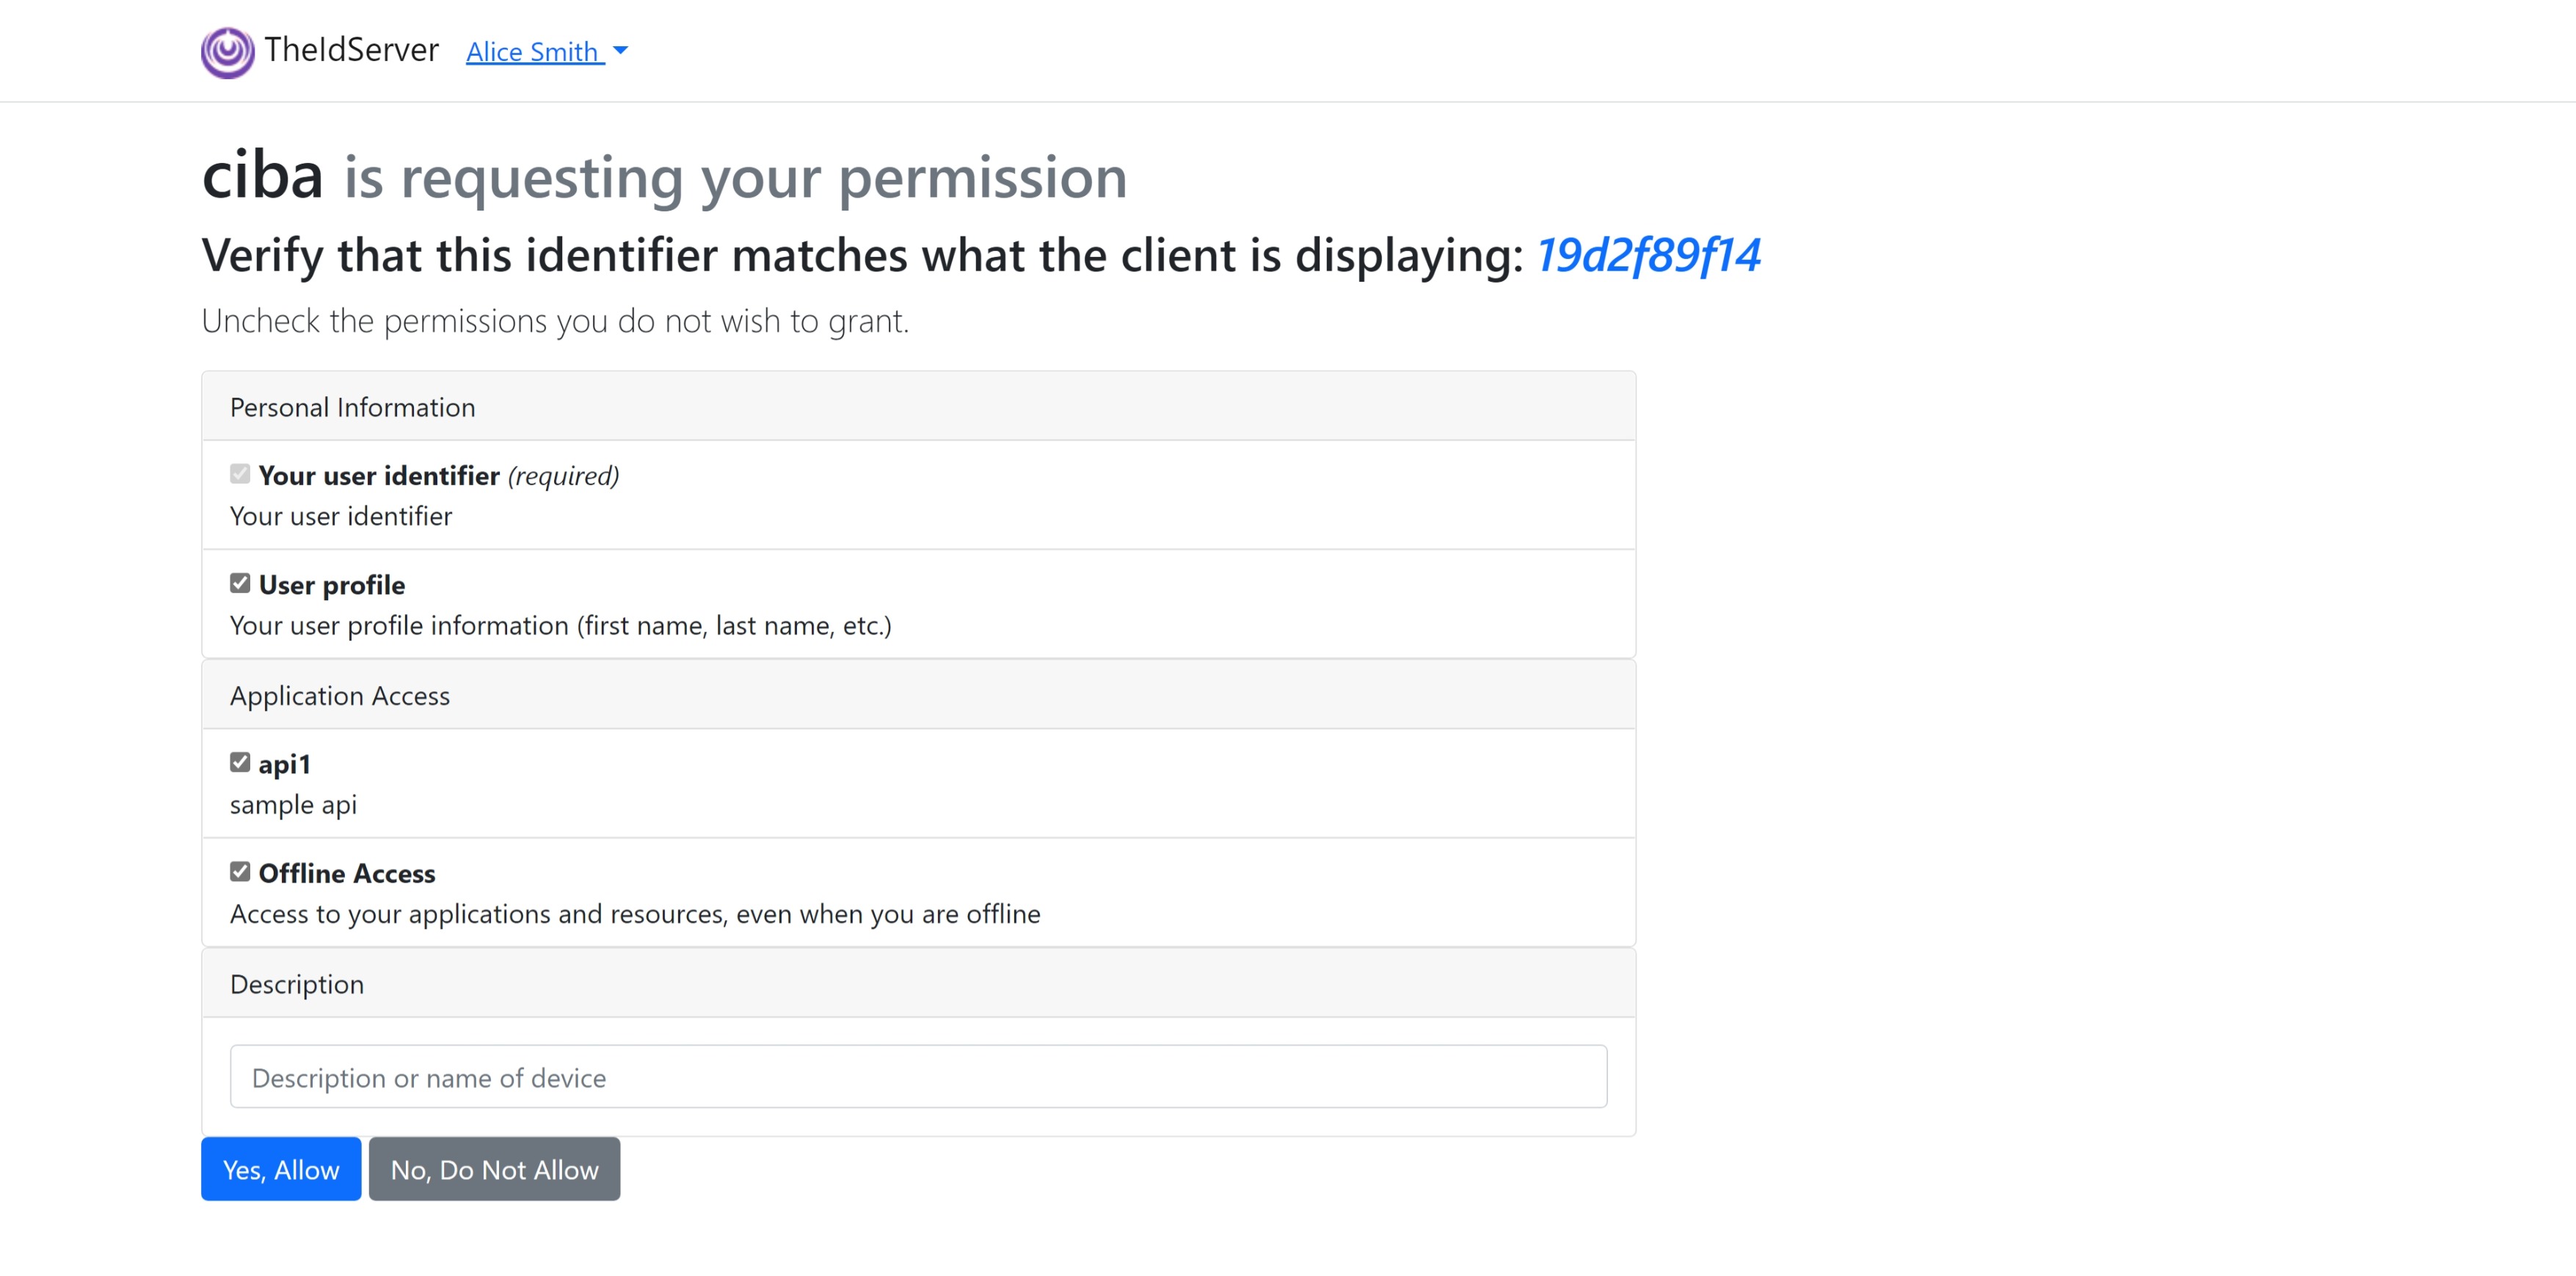 TheIdServer Alice Smith
ciba is requesting your permission
Verify that this identifier matches what the client is displaying: 19d2f89f14
Uncheck the permissions you do not wish to grant.
Personal Information
Your user identifier (required)
Your user identifier
User profile
Your user profile information (first name, last name, etc.)
Application Access
api1
sample api
Offline Access
Access to your applications and resources, even when you are offline
Description
Description or name of device
Yes, Allow No, Do Not Allow